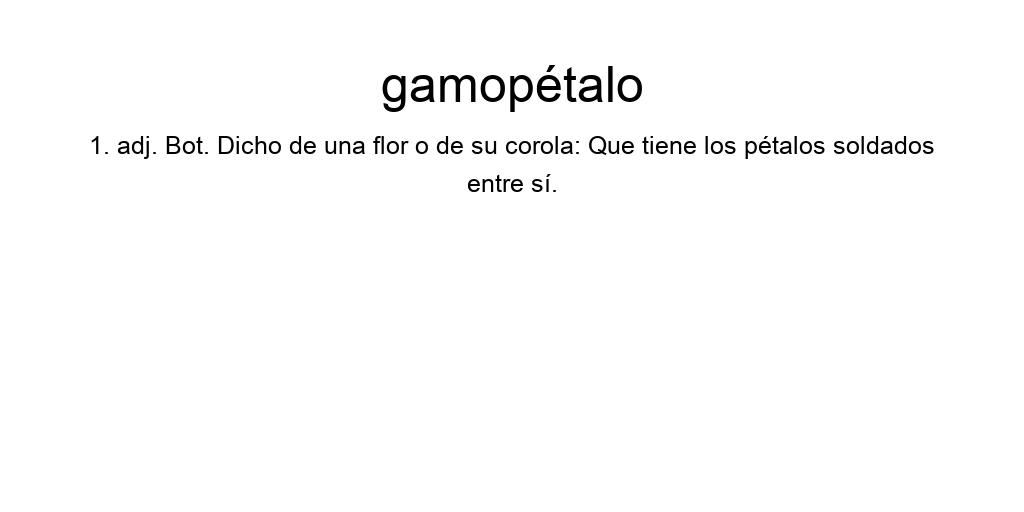 gamopétalo
1. adj. Bot. Dicho de una flor o de su corola: Que tiene los pétalos soldados
entre sí.